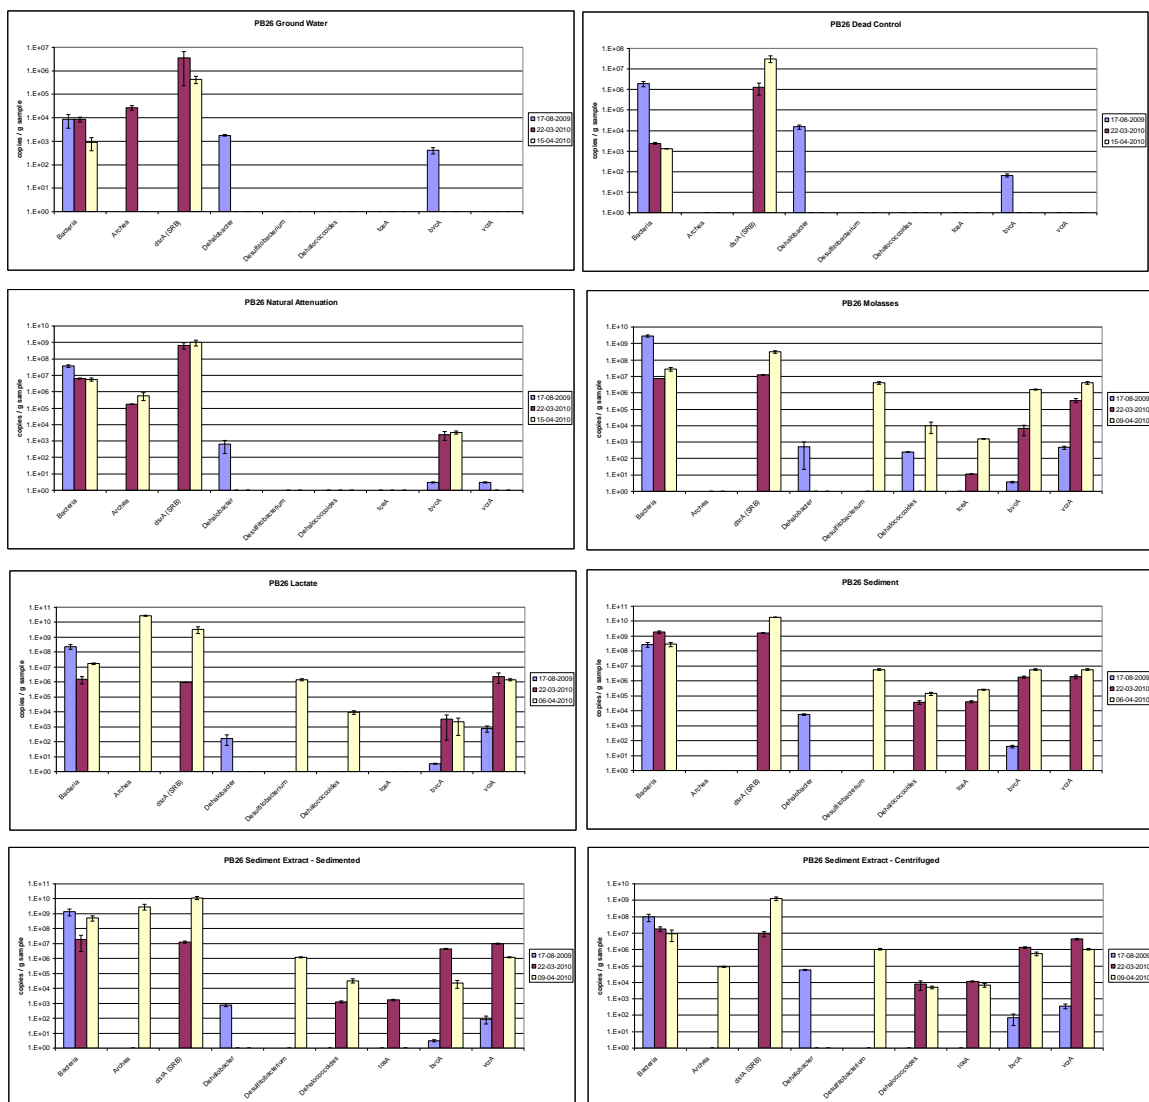 PB26 Ground Water
copies / g sample
1.E+07
1.E+06
1.E+05
1.E+04
1.E+03
1.E+02
1.E+01
1.E+00
Bacteria
Archea
dsrA (SRB)
Dehalobacter
Desulfitobacterium
Dehalococcoides
tceA
bvcA
vcrA
17-08-2009
22-03-2010
15-04-2010
PB26 Dead Control
1.E+08
1.E+07
1.E+06
1.E+05
1.E+04
1.E+03
1.E+02
1.E+01
1.E+00
Bacteria
Archea
dsrA (SRB)
Dehalobacter
Desulfitobacterium
Dehalococcoides
tceA
bvcA
vcrA
17-08-2009
22-03-2010
15-04-2010
PB26 Natural Attenuation
copies / g sample
1.E+10
1.E+09
1.E+08
1.E+07
1.E+06
1.E+05
1.E+04
1.E+03
1.E+02
1.E+01
1.E+00
Bacteria
Archea
dsrA (SRB)
Dehalobacter
Desulfitobacterium
Dehalococcoides
tceA
bvcA
vcrA
17-08-2009
22-03-2010
15-04-2010
PB26 Molasses
copies / g sample
1.E+10
1.E+09
1.E+08
1.E+07
1.E+06
1.E+05
1.E+04
1.E+03
1.E+02
1.E+01
1.E+00
Bacteria
Archea
dsrA (SRB)
Dehalobacter
Desulfitobacterium
Dehalococcoides
tceA
bvcA
vcrA
17-08-2009
22-03-2010
09-04-2010
PB26 Lactate
copies / g sample
1.E+11
1.E+10
1.E+09
1.E+08
1.E+07
1.E+06
1.E+05
1.E+04
1.E+03
1.E+02
1.E+01
1.E+00
Bacteria
Archea
dsrA (SRB)
Dehalobacter
Desulfitobacterium
Dehalococcoides
tceA
bvcA
vcrA
17-08-2009
22-03-2010
06-04-2010
PB26 Sediment
copies / g sample
1.E+11
1.E+10
1.E+09
1.E+08
1.E+07
1.E+06
1.E+05
1.E+04
1.E+03
1.E+02
1.E+01
1.E+00
Bacteria
Archea
dsrA (SRB)
Dehalobacter
Desulfitobacterium
Dehalococcoides
tceA
bvcA
vcrA
17-08-2009
22-03-2010
06-04-2010
PB26 Sediment Extract - Sedimented
copies / g sample
1.E+11
1.E+10
1.E+09
1.E+08
1.E+07
1.E+06
1.E+05
1.E+04
1.E+03
1.E+02
1.E+01
1.E+00
Bacteria
Archea
dsrA (SRB)
Dehalobacter
Desulfitobacterium
Dehalococcoides
tceA
bvcA
vcrA
17-08-2009
22-03-2010
09-04-2010
PB26 Sediment Extract - Centrifuged
copies / g sample
1.E+10
1.E+09
1.E+08
1.E+07
1.E+06
1.E+05
1.E+04
1.E+03
1.E+02
1.E+01
1.E+00
Bacteria
Archea
dsrA (SRB)
Dehalobacter
Desulfitobacterium
Dehalococcoides
tceA
bvcA
vcrA
17-08-2009
22-03-2010
09-04-2010